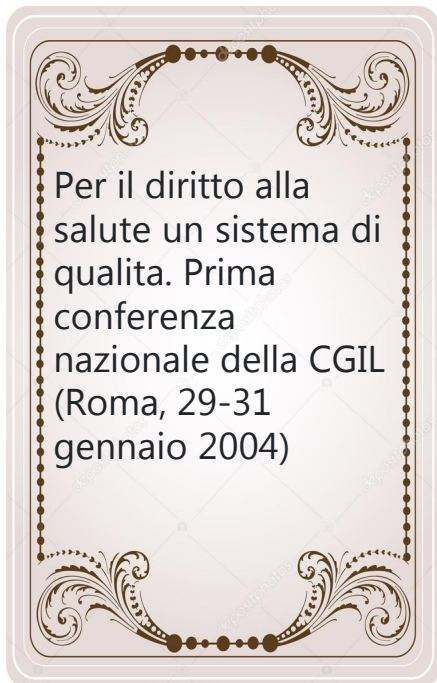 Per il diritto alla
salute un sistema di
qualita. Prima
conferenza
nazionale della CGIL
(Roma, 29-31
gennaio 2004)